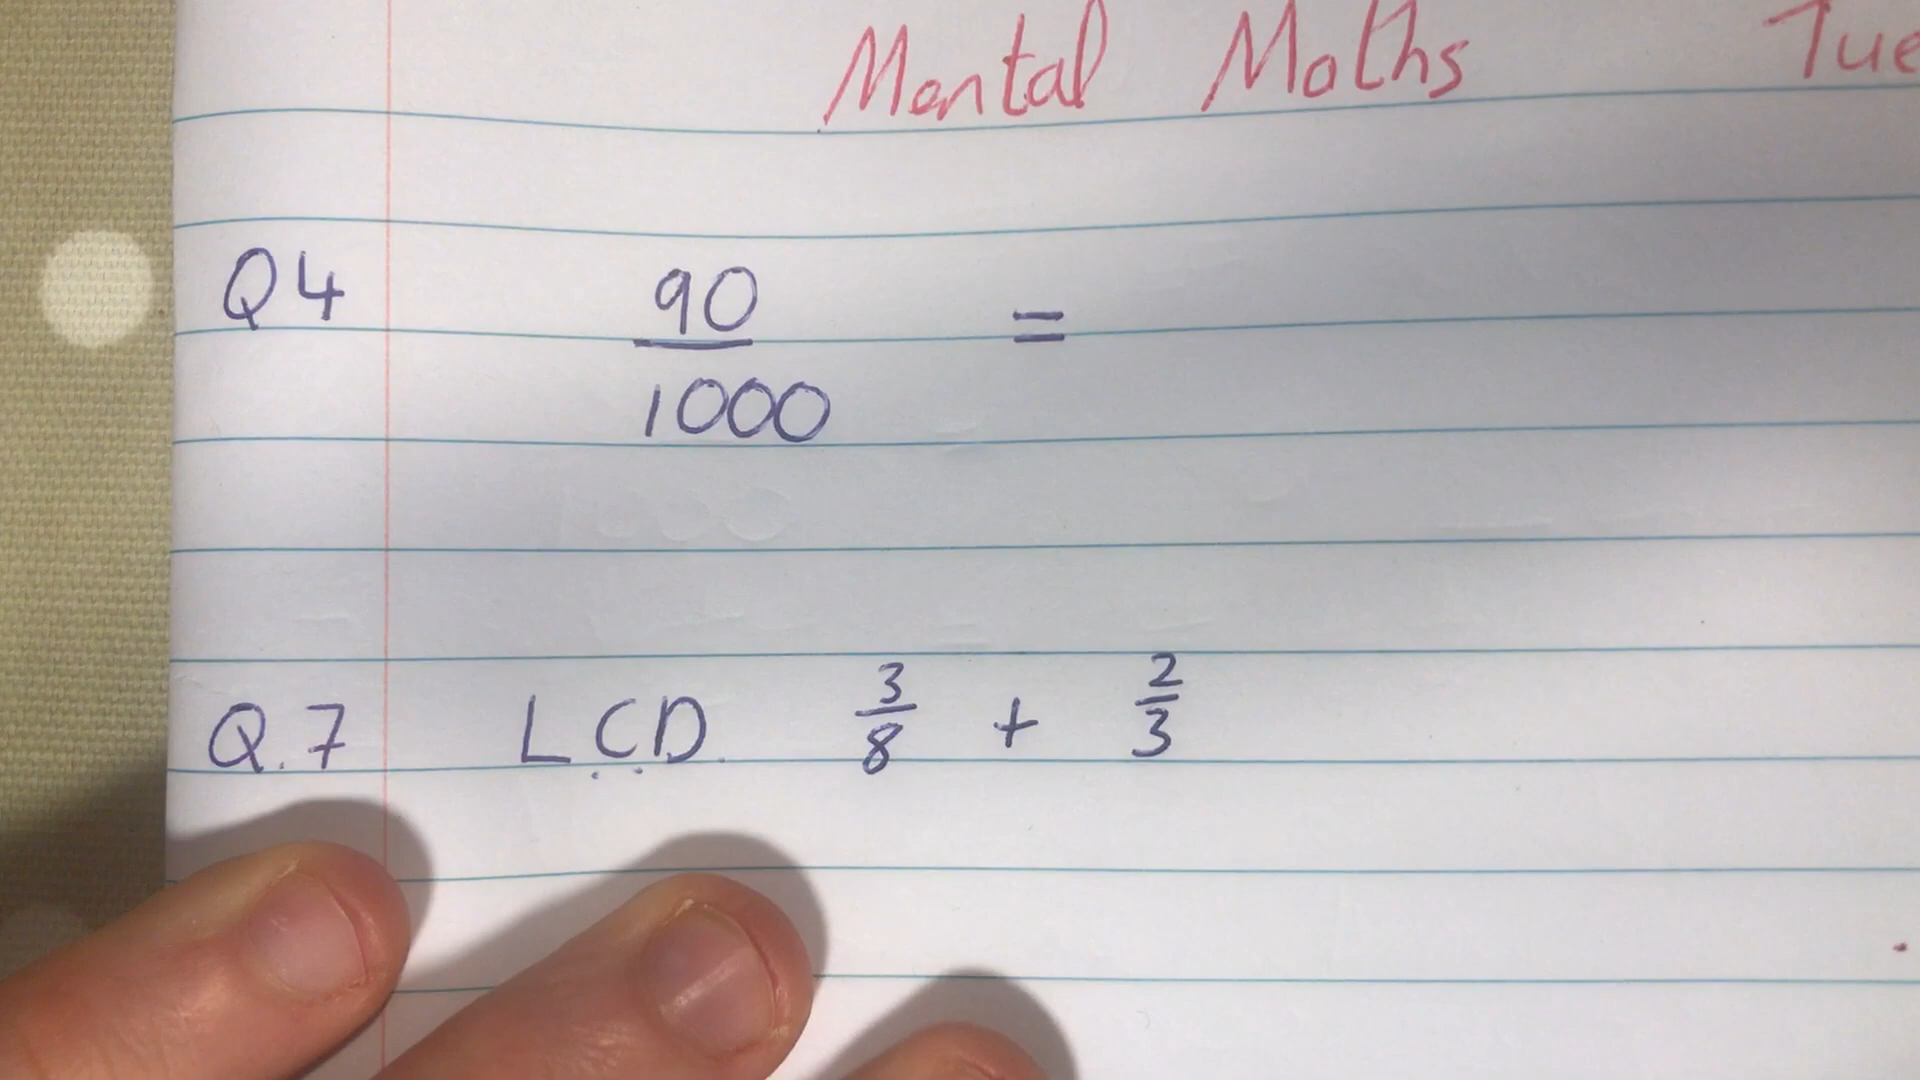 Mental Maths Tue
Q4 90/1000 =
Q.7 L.C.D. 3/8 + 2/3